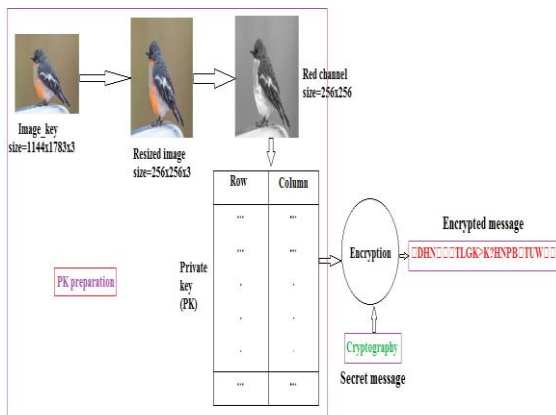 Image_key
size=1144x1783x3
Resized image
size=256x256x3
Red channel
size=256x256
Row Column
... ...
... ...
. .
. .
. .
... ...
Private
key
(PK)
PK preparation
Encryption
Encrypted message
□DHN□□□TLGK>K?HNPB□TUW□□
Cryptography
Secret message